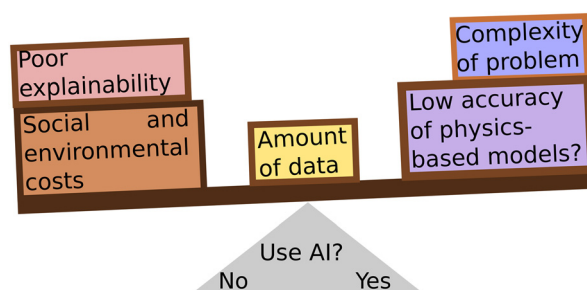 Poor
explainability
Social and
environmental
costs
Amount
of data
Complexity
of problem
Low accuracy
of physics-
based models?
Use AI?
No Yes